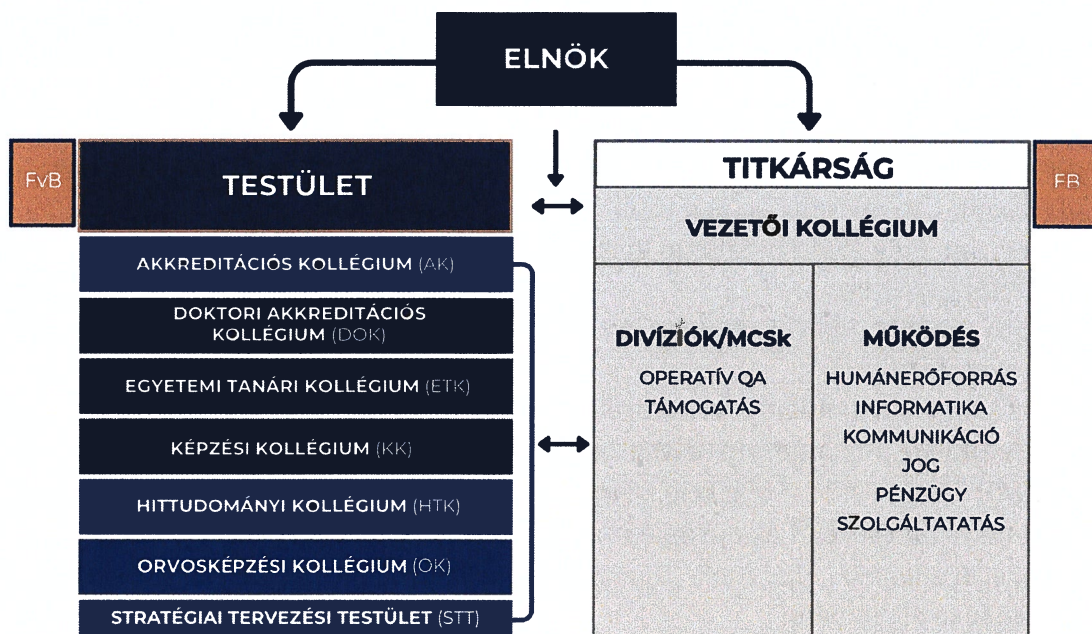 ELNÖK
FvB
TESTÜLET
TITKÁRSÁG
FB
VEZETŐI KOLLÉGIUM
AKKREDITÁCIÓS KOLLÉGIUM (AK)
DOKTORI AKKREDITÁCIÓS
KOLLÉGIUM (DOK)
EGYETEMI TANÁRI KOLLÉGIUM (ETK)
KÉPZÉSI KOLLÉGIUM (KK)
HITTUDOMÁNYI KOLLÉGIUM (HTK)
ORVOSKÉPZÉSI KOLLÉGIUM (OK)
STRATÉGIAI TERVEZÉSI TESTÜLET (STT)
DIVÍZIÓK/MCSk
OPERATÍV QA
TÁMOGATÁS
MŰKÖDÉS
HUMÁNERŐFORRÁS
INFORMATIKA
KOMMUNIKÁCIÓ
JOG
PÉNZÜGY
SZOLGÁLTATATÁS